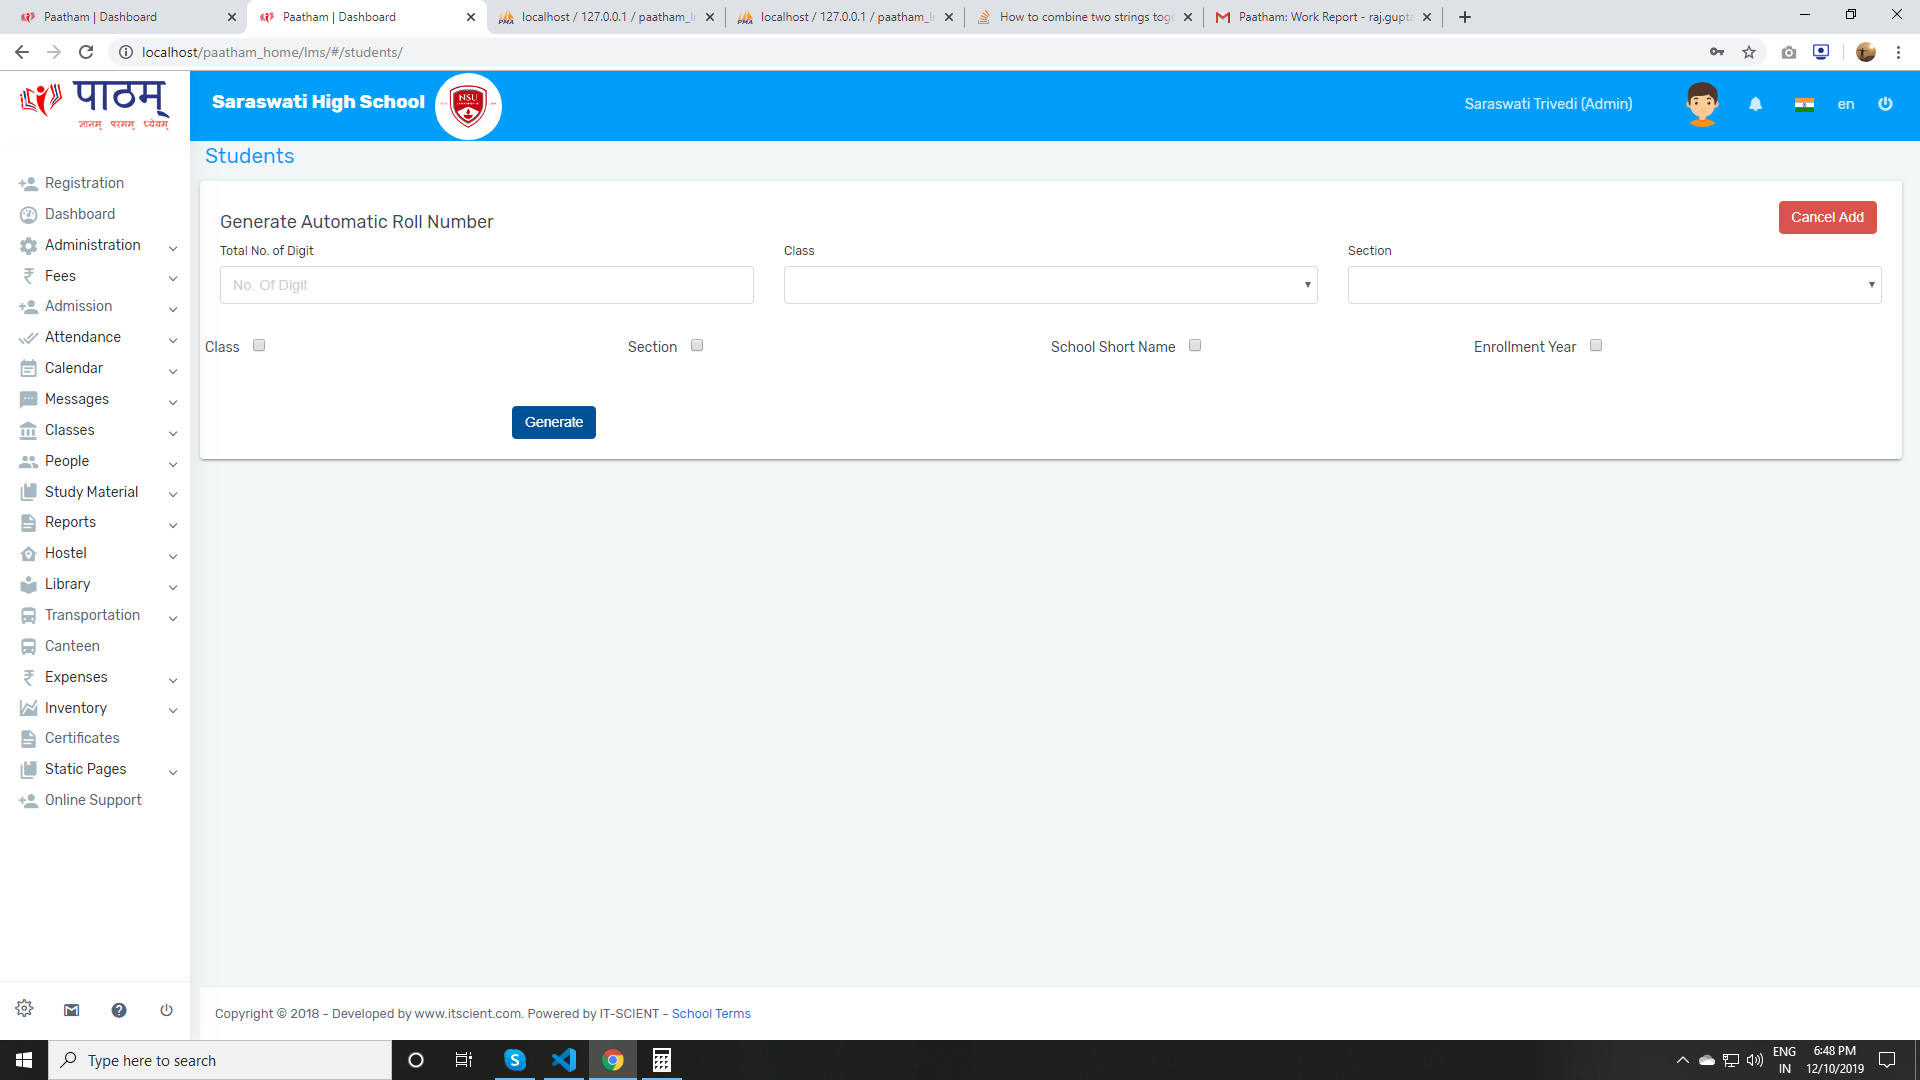 Paatham | Dashboard
Paatham | Dashboard
localhost / 127.0.0.1 / paatham_l
localhost / 127.0.0.1 / paatham_l
How to combine two strings tog
Paatham: Work Report - raj.gupt
localhost/paatham_home/lms/#/students/
पाठम्
ज्ञानम् परमम् ध्येयम्
Saraswati High School
NSU
Saraswati Trivedi (Admin)
en
Students
Registration
Dashboard
Administration
Fees
Admission
Attendance
Calendar
Messages
Classes
People
Study Material
Reports
Hostel
Library
Transportation
Canteen
Expenses
Inventory
Certificates
Static Pages
Online Support
Generate Automatic Roll Number
Cancel Add
Total No. of Digit
Class
Section
No. Of Digit
Class
Section
School Short Name
Enrollment Year
Generate
Copyright © 2018 - Developed by www.itscient.com. Powered by IT-SCIENT - School Terms
Type here to search
ENG
IN
6:48 PM
12/10/2019